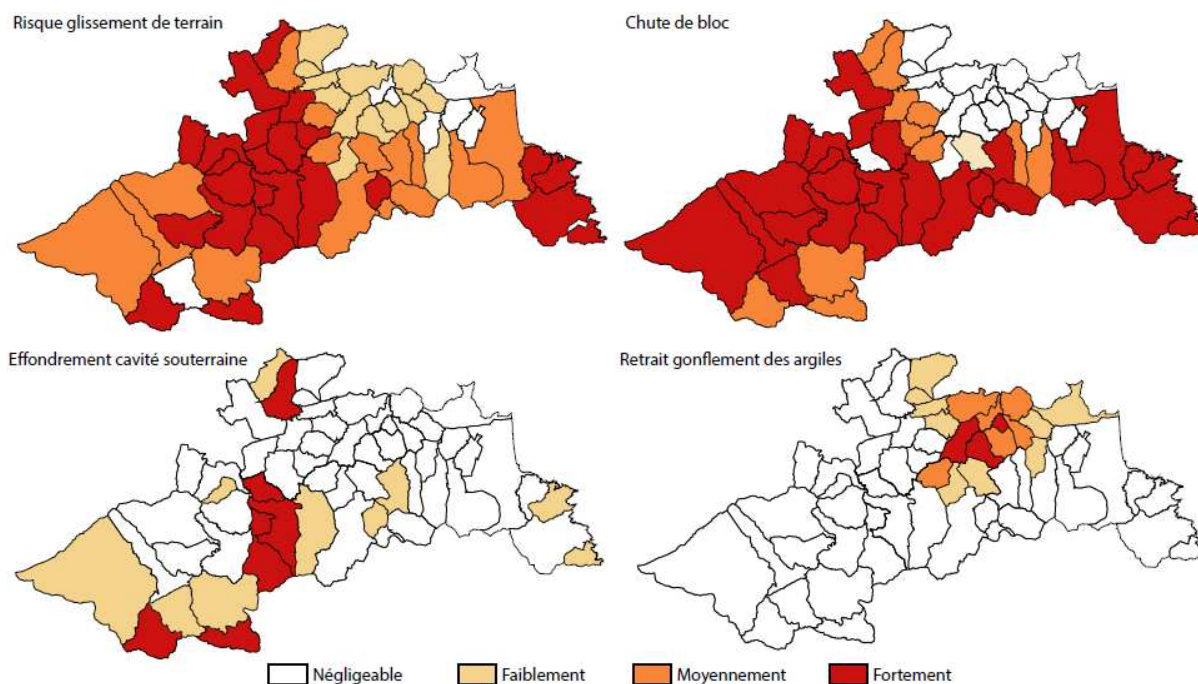 Risque glissement de terrain
Chute de bloc
Effondrement cavité souterraine
Retrait gonflement des argiles
Négligeable
Faiblement
Moyennement
Fortement